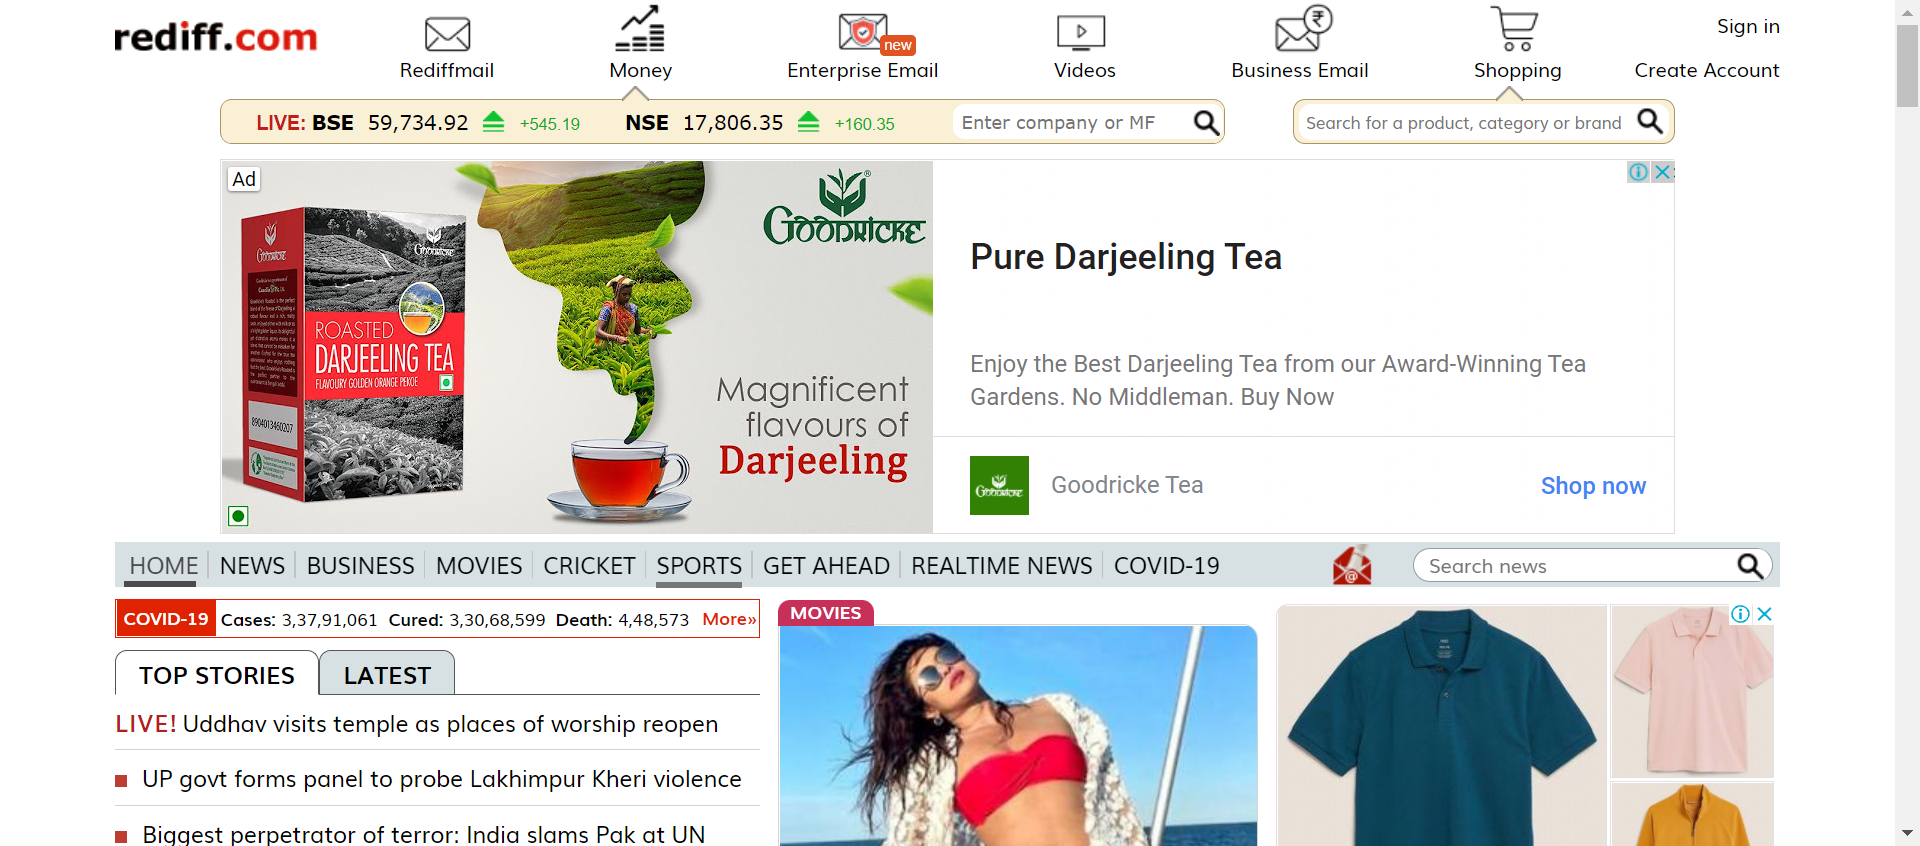 rediff.com
Rediffmail
Money
new
Enterprise Email
Videos
Business Email
Shopping
Sign in
Create Account
LIVE: BSE 59,734.92 +545.19 NSE 17,806.35 +160.35
Enter company or MF
Search for a product, category or brand
Ad
GOODRICKE
GOODRICKE
GOODRICKE
ROASTED
DARJEELING TEA
FLAVOURY GOLDEN ORANGE PEKOE
8904013460207
Magnificent
flavours of
Darjeeling
Pure Darjeeling Tea
Enjoy the Best Darjeeling Tea from our Award-Winning Tea
Gardens. No Middleman. Buy Now
GOODRICKE
Goodricke Tea
Shop now
HOME NEWS BUSINESS MOVIES CRICKET SPORTS GET AHEAD REALTIME NEWS COVID-19
Search news
COVID-19 Cases: 3,37,91,061 Cured: 3,30,68,599 Death: 4,48,573 More»
TOP STORIES
LATEST
LIVE! Uddhav visits temple as places of worship reopen
UP govt forms panel to probe Lakhimpur Kheri violence
Biggest perpetrator of terror: India slams Pak at UN
MOVIES